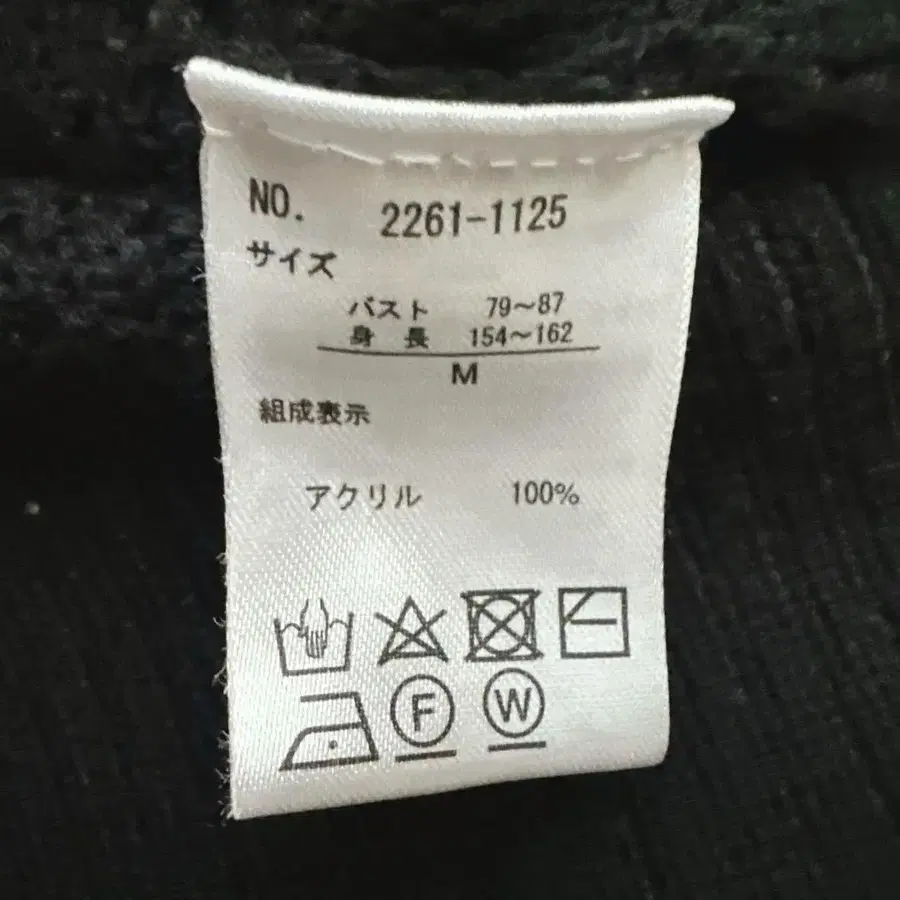 NO. 2261-1125
サイズ
バスト 79～87
身長 154～162
M
組成表示
アクリル 100%
F W